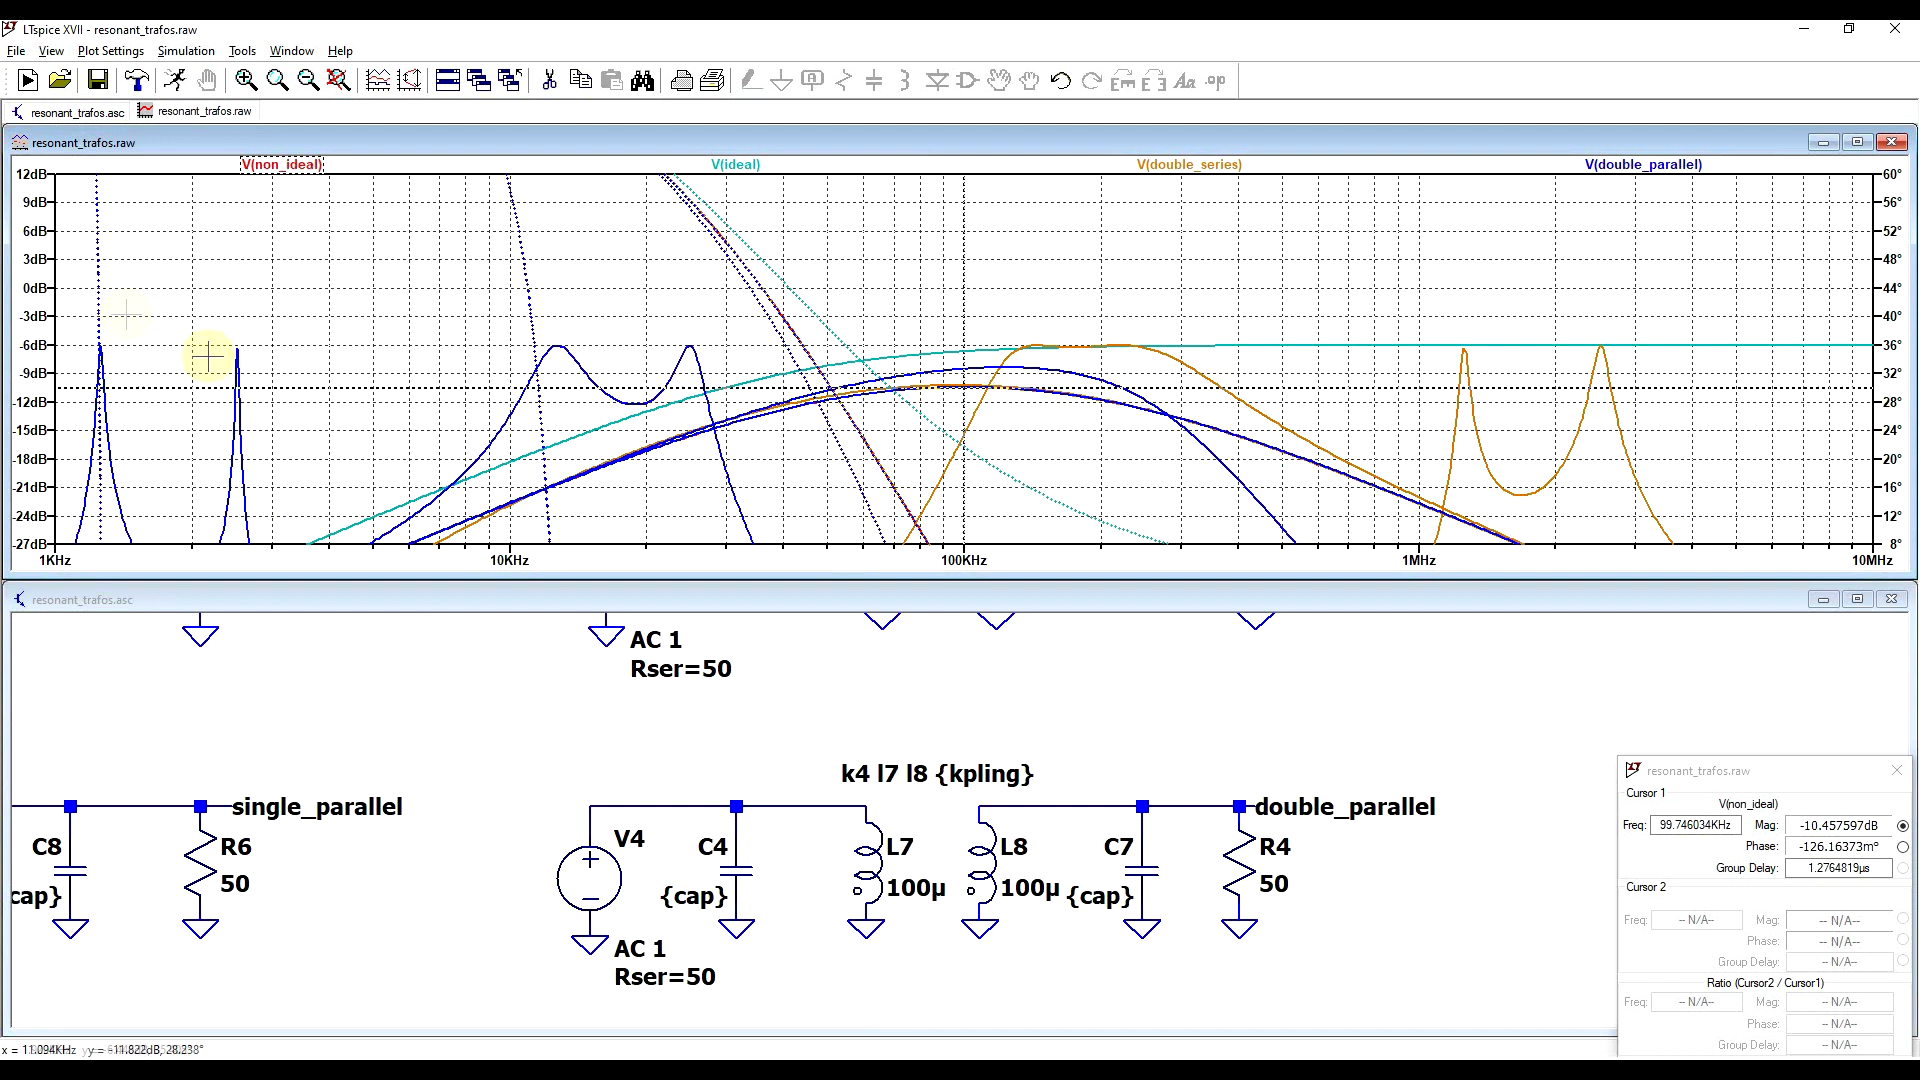 LTspice XVII - resonant_trafos.raw
File View Plot Settings Simulation Tools Window Help
.op
resonant_trafos.asc resonant_trafos.raw
resonant_trafos.raw
V(non_ideal) V(ideal) V(double_series) V(double_parallel)
12dB 60°
9dB 56°
6dB 52°
3dB 48°
0dB 44°
-3dB 40°
-6dB 36°
-9dB 32°
-12dB 28°
-15dB 24°
-18dB 20°
-21dB 16°
-24dB 12°
-27dB 8°
1KHz 10KHz 100KHz 1MHz 10MHz
resonant_trafos.asc
AC 1
Rser=50
k4 l7 l8 {kpling}
single_parallel double_parallel
C8 R6 V4 C4 L7 L8 C7 R4
cap} 50 {cap} 100µ 100µ {cap} 50
AC 1
Rser=50
resonant_trafos.raw
Cursor 1
V(non_ideal)
Freq: 99.746034KHz Mag: -10.457597dB
Phase: -126.16373m°
Group Delay: 1.2764819µs
Cursor 2
Freq: -- N/A-- Mag: -- N/A--
Phase: -- N/A--
Group Delay: -- N/A--
Ratio (Cursor2 / Cursor1)
Freq: -- N/A-- Mag: -- N/A--
Phase: -- N/A--
Group Delay: -- N/A--